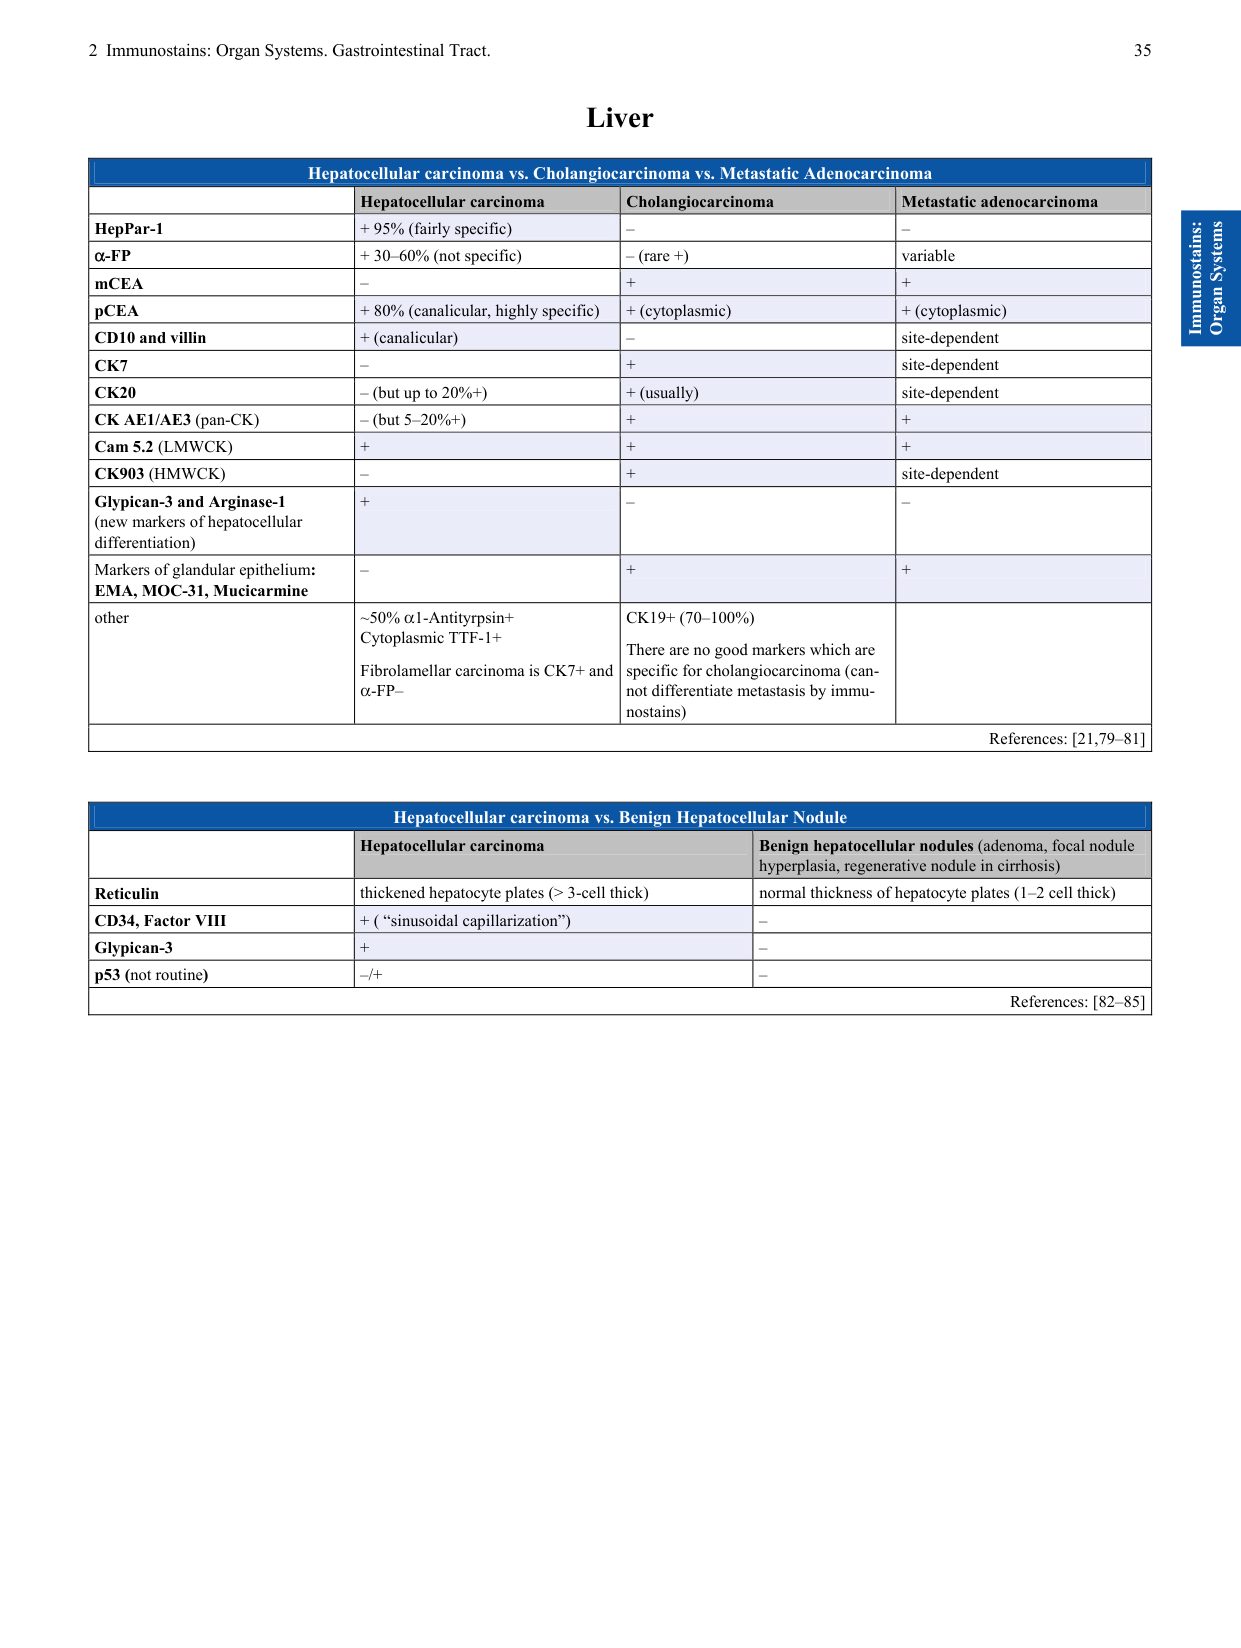 2 Immunostains: Organ Systems. Gastrointestinal Tract. 35
Liver
Hepatocellular carcinoma vs. Cholangiocarcinoma vs. Metastatic Adenocarcinoma
Hepatocellular carcinoma Cholangiocarcinoma Metastatic adenocarcinoma
HepPar-1 + 95% (fairly specific) – –
α-FP + 30–60% (not specific) – (rare +) variable
mCEA – + +
pCEA + 80% (canalicular, highly specific) + (cytoplasmic) + (cytoplasmic)
CD10 and villin + (canalicular) – site-dependent
CK7 – + site-dependent
CK20 – (but up to 20%+) + (usually) site-dependent
CK AE1/AE3 (pan-CK) – (but 5–20%+) + +
Cam 5.2 (LMWCK) + + +
CK903 (HMWCK) – + site-dependent
Glypican-3 and Arginase-1 + – –
(new markers of hepatocellular
differentiation)
Markers of glandular epithelium: – + +
EMA, MOC-31, Mucicarmine
other
~50% α1-Antityrpsin+
Cytoplasmic TTF-1+
Fibrolamellar carcinoma is CK7+ and
α-FP–
CK19+ (70–100%)
There are no good markers which are
specific for cholangiocarcinoma (can-
not differentiate metastasis by immu-
nostains)
References: [21,79–81]
Hepatocellular carcinoma vs. Benign Hepatocellular Nodule
Hepatocellular carcinoma
Benign hepatocellular nodules (adenoma, focal nodule
hyperplasia, regenerative nodule in cirrhosis)
Reticulin thickened hepatocyte plates (> 3-cell thick) normal thickness of hepatocyte plates (1–2 cell thick)
CD34, Factor VIII + ( “sinusoidal capillarization”) –
Glypican-3 + –
p53 (not routine) –/+ –
References: [82–85]
Immunostains:
Organ Systems